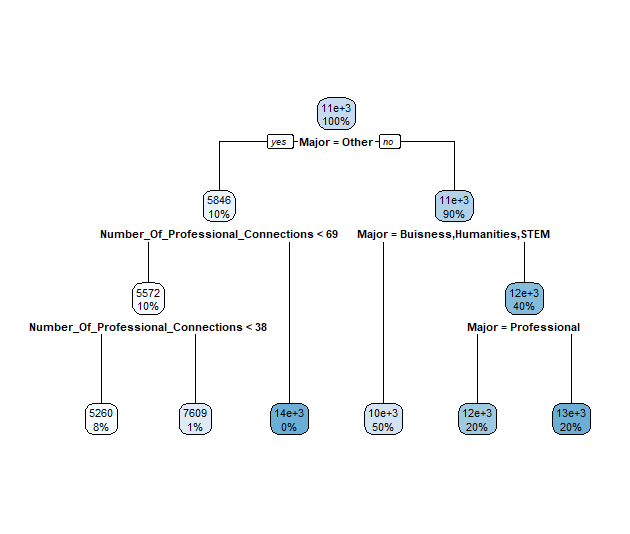 11e+3
100%
yes Major = Other no
5846
10%
11e+3
90%
Number_Of_Professional_Connections < 69
Major = Buisness,Humanities,STEM
5572
10%
12e+3
40%
Number_Of_Professional_Connections < 38
Major = Professional
5260
8%
7609
1%
14e+3
0%
10e+3
50%
12e+3
20%
13e+3
20%